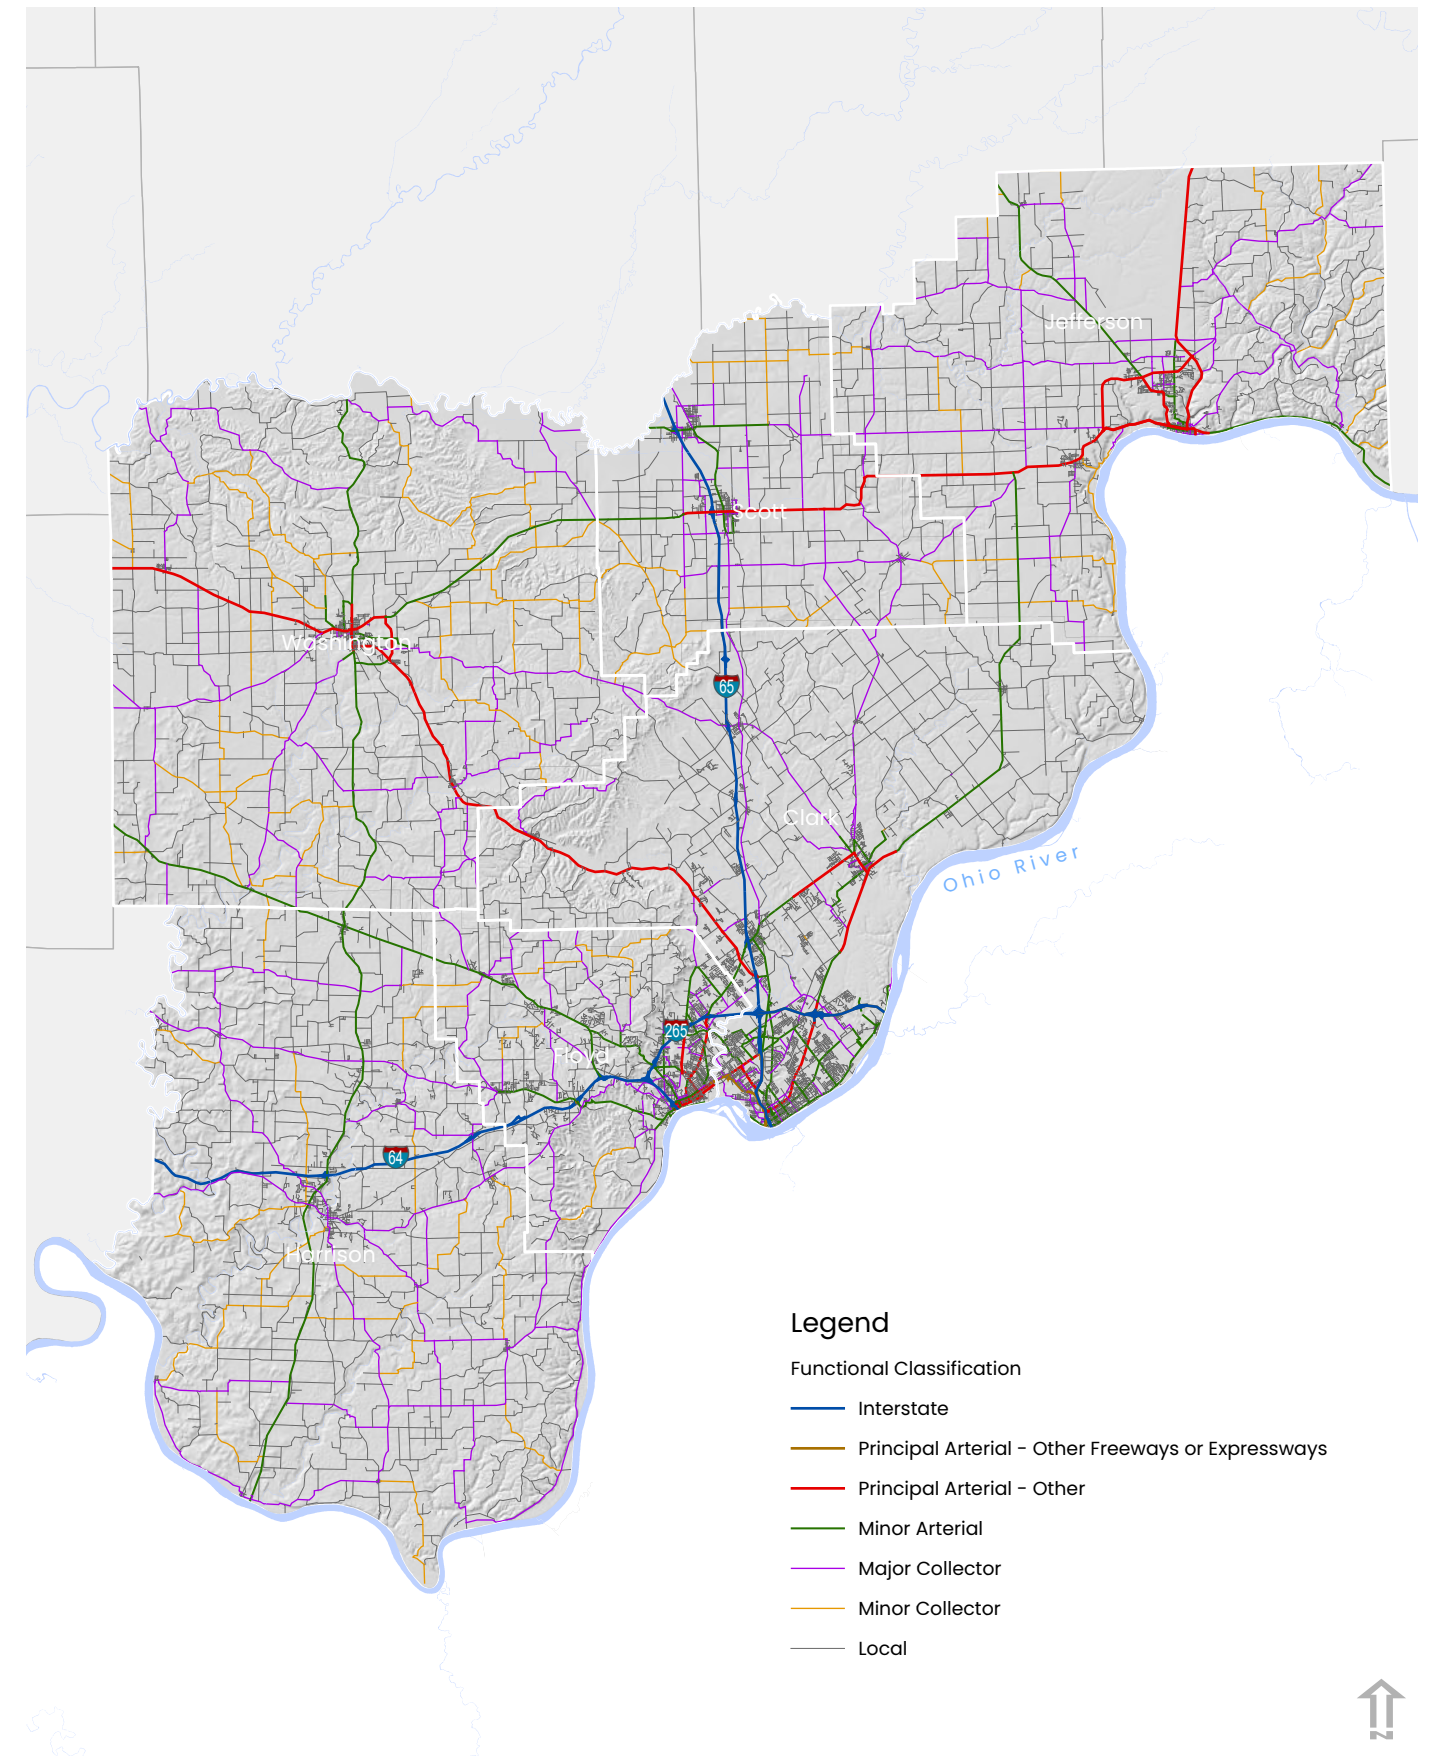 Jefferson
Scott
Washington
65
Clark
Ohio River
265
Floyd
64
Harrison
Legend
Functional Classification
Interstate
Principal Arterial - Other Freeways or Expressways
Principal Arterial - Other
Minor Arterial
Major Collector
Minor Collector
Local
N